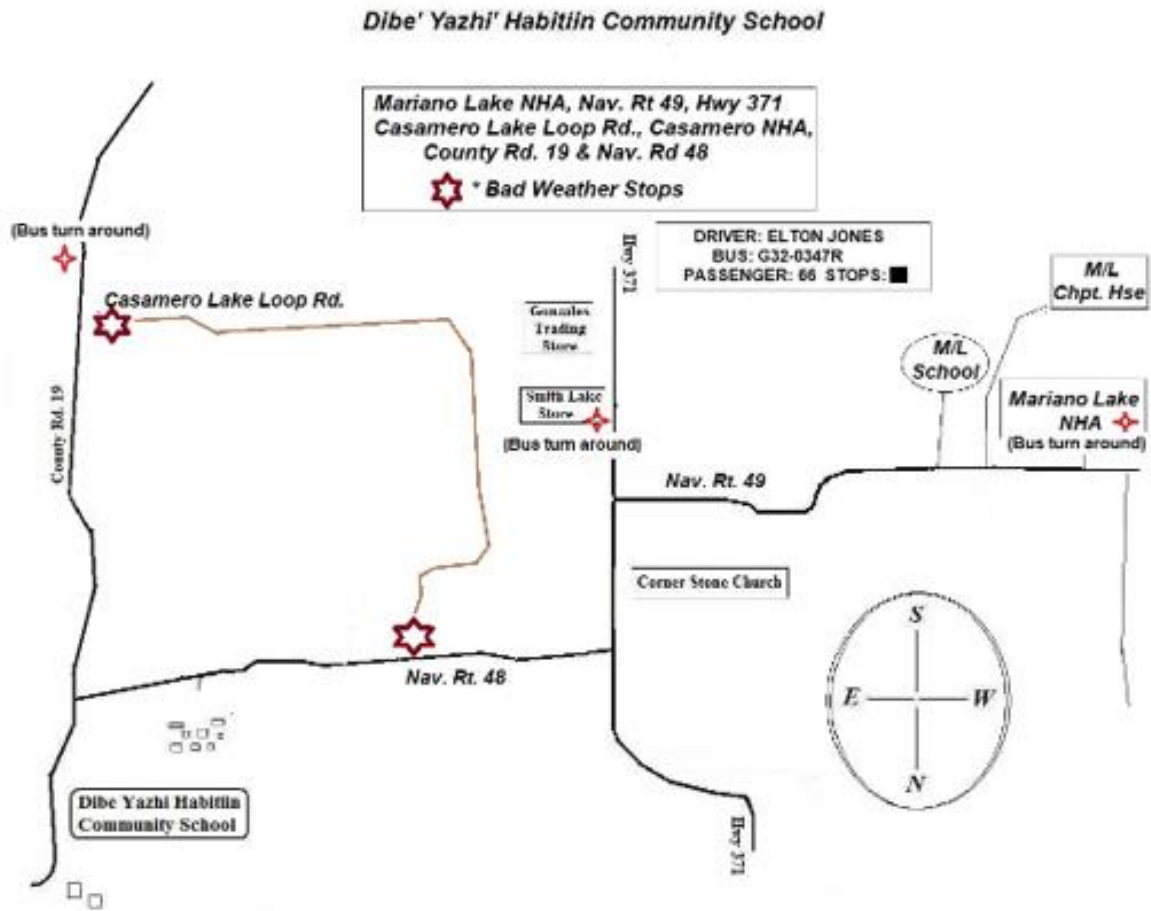 Dibe' Yazhi' Habitiin Community School
Mariano Lake NHA, Nav. Rt 49, Hwy 371
Casamero Lake Loop Rd., Casamero NHA,
County Rd. 19 & Nav. Rd 48
* Bad Weather Stops
(Bus turn around)
Hwy 371
DRIVER: ELTON JONES
BUS: G32-0347R
PASSENGER: 66 STOPS:
M/L
Chpt. Hse
Casamero Lake Loop Rd.
Gonzales
Trading
Store
M/L
School
Smith Lake
Store
(Bus turn around)
Mariano Lake
NHA
(Bus turn around)
County Rd. 19
Nav. Rt. 49
Corner Stone Church
S
E
W
N
Nav. Rt. 48
Dibe Yazhi Habitiin
Community School
Hwy 371